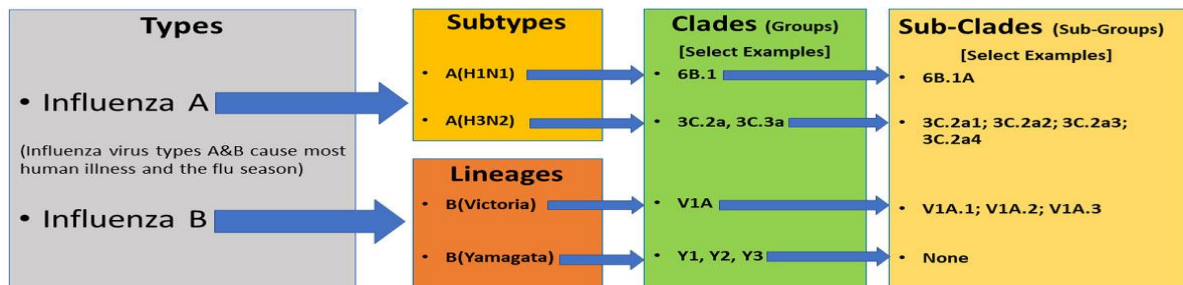 Types
• Influenza A
(Influenza virus types A&B cause most
human illness and the flu season)
• Influenza B
Subtypes
• A(H1N1)
• A(H3N2)
Lineages
• B(Victoria)
• B(Yamagata)
Clades (Groups)
[Select Examples]
• 6B.1
• 3C.2a, 3C.3a
• V1A
• Y1, Y2, Y3
Sub-Clades (Sub-Groups)
[Select Examples]
• 6B.1A
• 3C.2a1; 3C.2a2; 3C.2a3;
3C.2a4
• V1A.1; V1A.2; V1A.3
• None